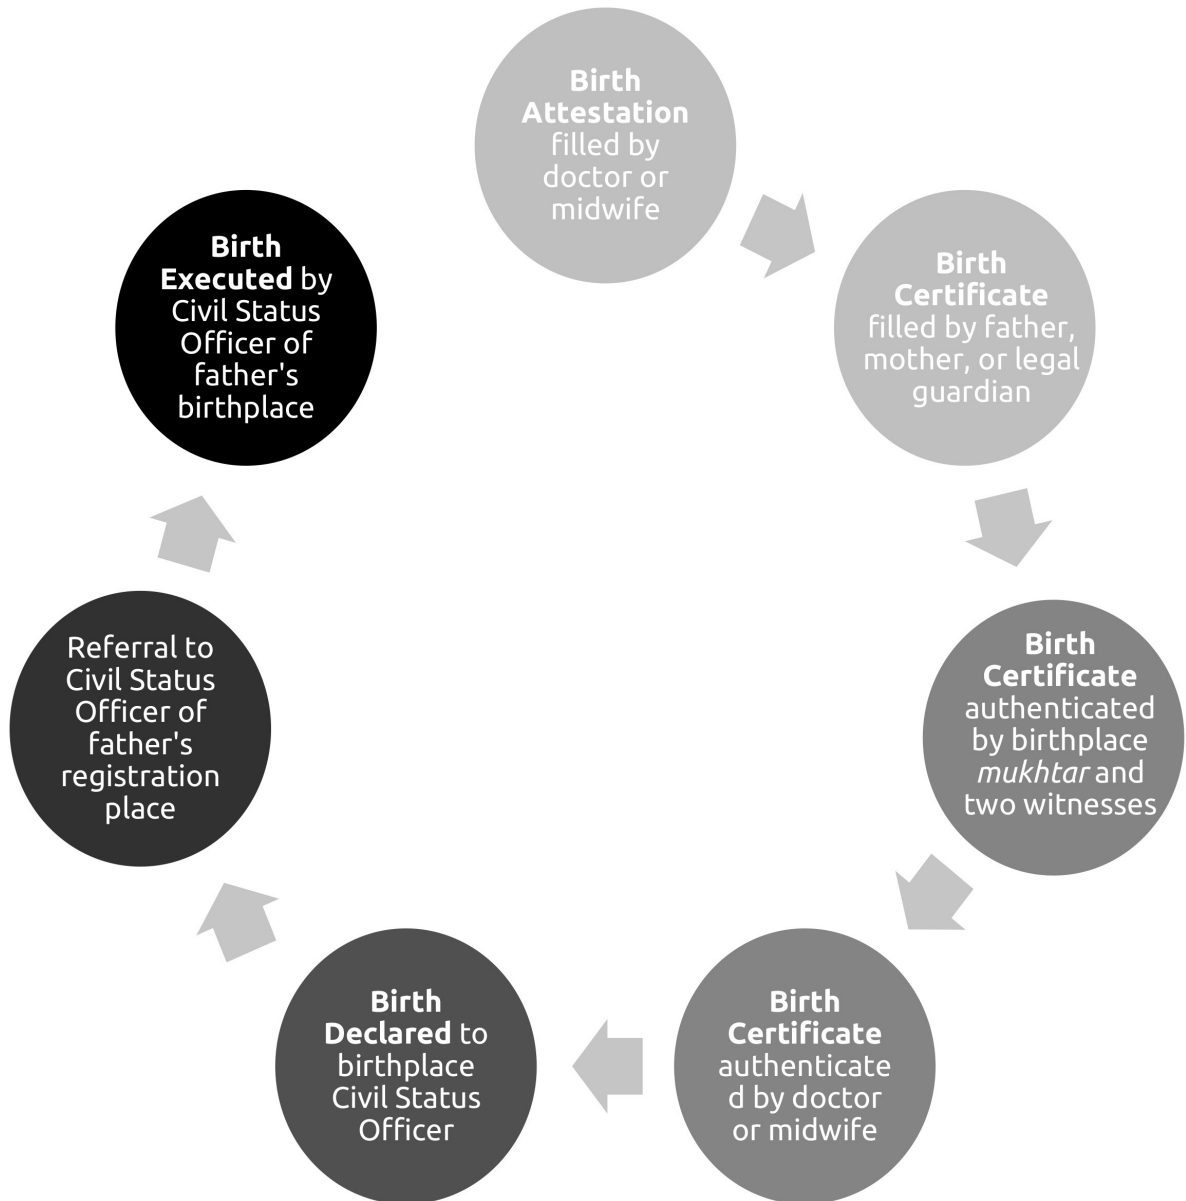 Birth
Attestation
filled by
doctor or
midwife
Birth
Certificate
filled by father,
mother, or legal
guardian
Birth
Certificate
authenticated
by birthplace
mukhtar and
two witnesses
Birth
Certificate
authenticate
d by doctor
or midwife
Birth
Declared to
birthplace
Civil Status
Officer
Referral to
Civil Status
Officer of
father's
registration
place
Birth
Executed by
Civil Status
Officer of
father's
birthplace